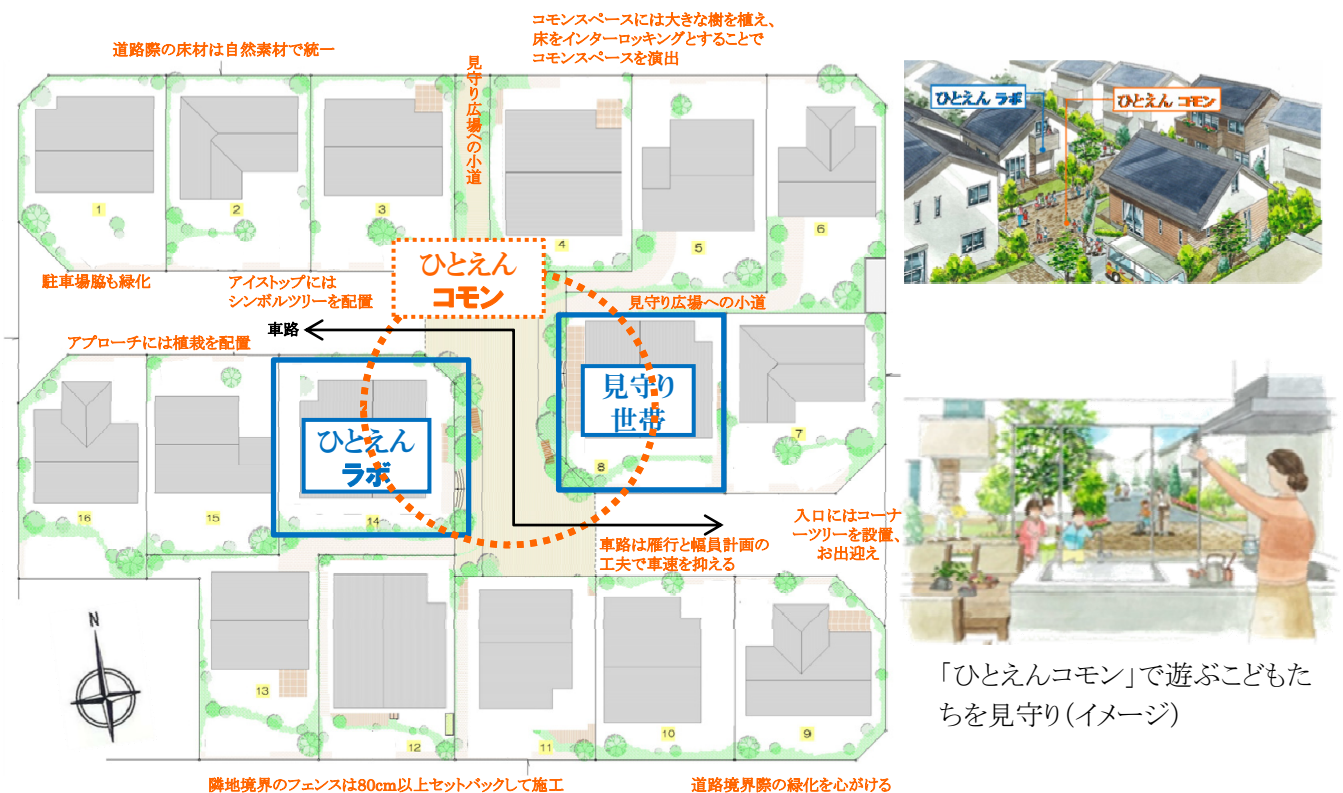 コモンスペースには大きな樹を植え、
床をインターロッキングとすることで
コモンスペースを演出
道路際の床材は自然素材で統一
見守り広場への小道
ひとえん ラボ
ひとえん コモン
1
2
3
4
5
6
ひとえん
コモン
駐車場脇も緑化
アイストップには
シンボルツリーを配置
見守り広場への小道
車路
アプローチには植栽を配置
見守り
世帯
ひとえん
ラボ
7
8
16
15
14
入口にはコーナ
ーツリーを設置、
お出迎え
車路は雁行と幅員計画の
工夫で車速を抑える
N
13
12
11
10
9
「ひとえんコモン」で遊ぶこどもた
ちを見守り(イメージ)
隣地境界のフェンスは80cm以上セットバックして施工
道路境界際の緑化を心がける